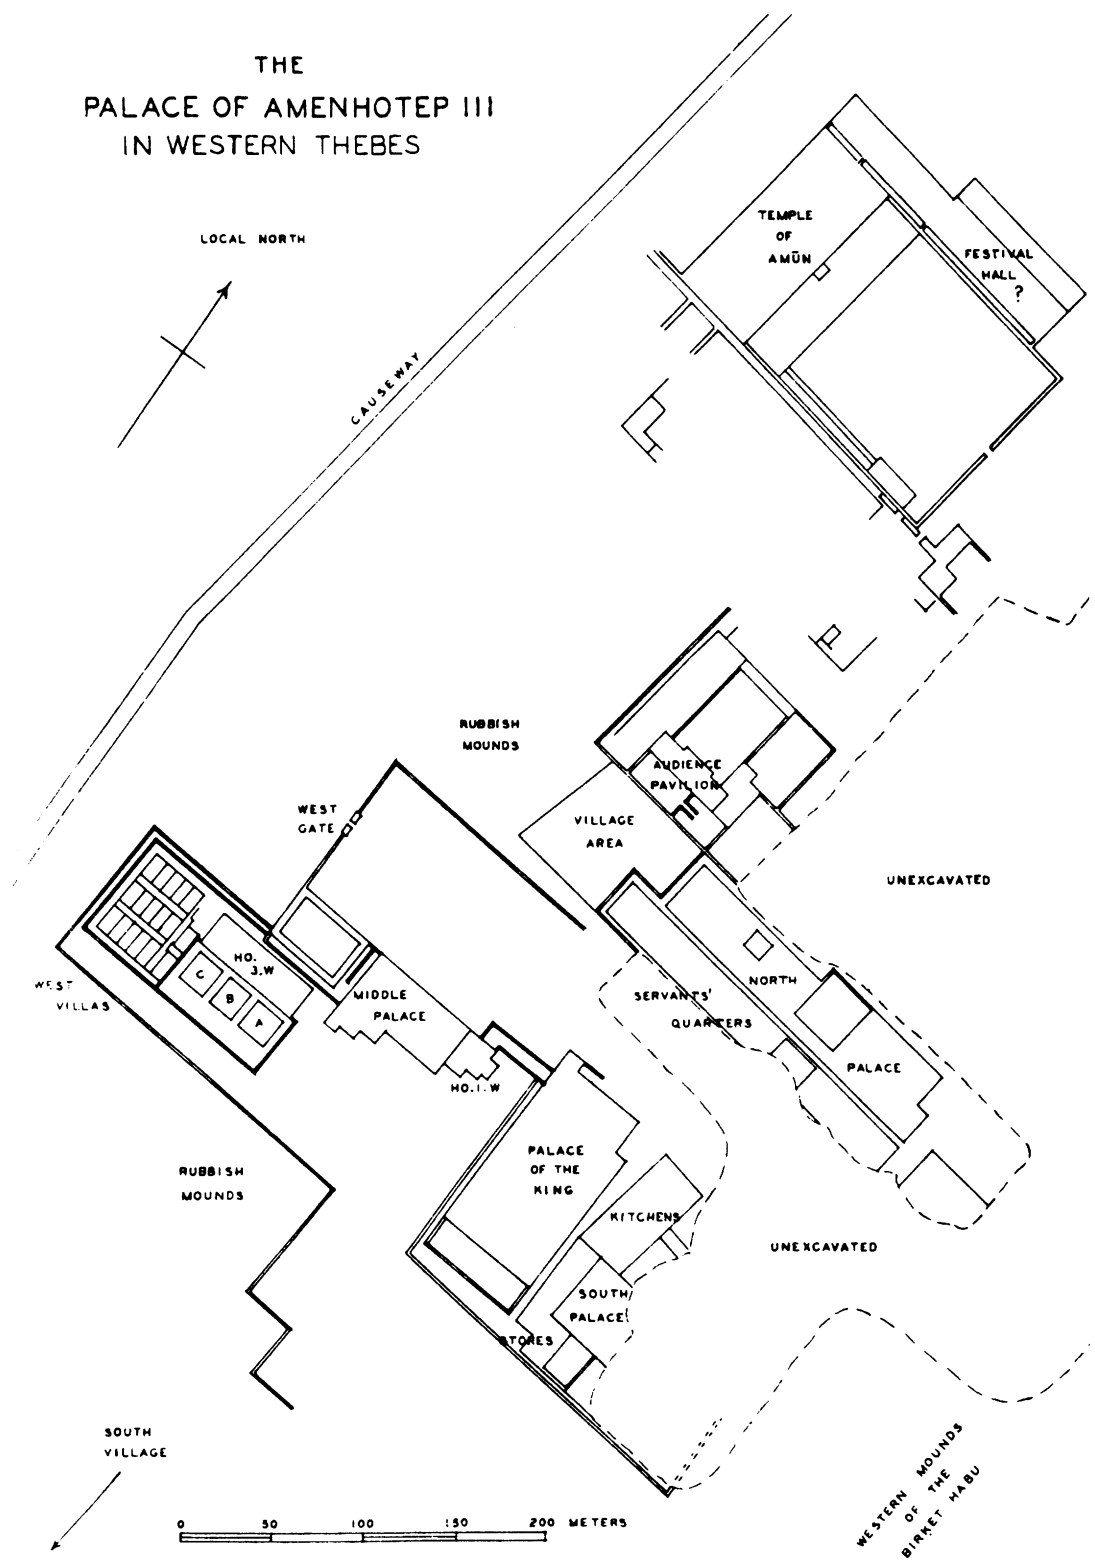 THE
PALACE OF AMENHOTEP III
IN WESTERN THEBES
LOCAL NORTH
TEMPLE
OF
AMŪN
FESTIVAL
HALL
?
CAUSEWAY
RUBBISH
MOUNDS
AUDIENCE
PAVILION
WEST
GATE
VILLAGE
AREA
UNEXCAVATED
HO.
3.W
C
B
A
WEST
VILLAS
MIDDLE
PALACE
NORTH
PALACE
SERVANTS'
QUARTERS
HO.1.W
PALACE
OF THE
KING
RUBBISH
MOUNDS
KITCHENS
UNEXCAVATED
SOUTH
PALACE
STORES
SOUTH
VILLAGE
WESTERN MOUNDS
OF THE
BIRKET HABU
0 50 100 150 200 METERS